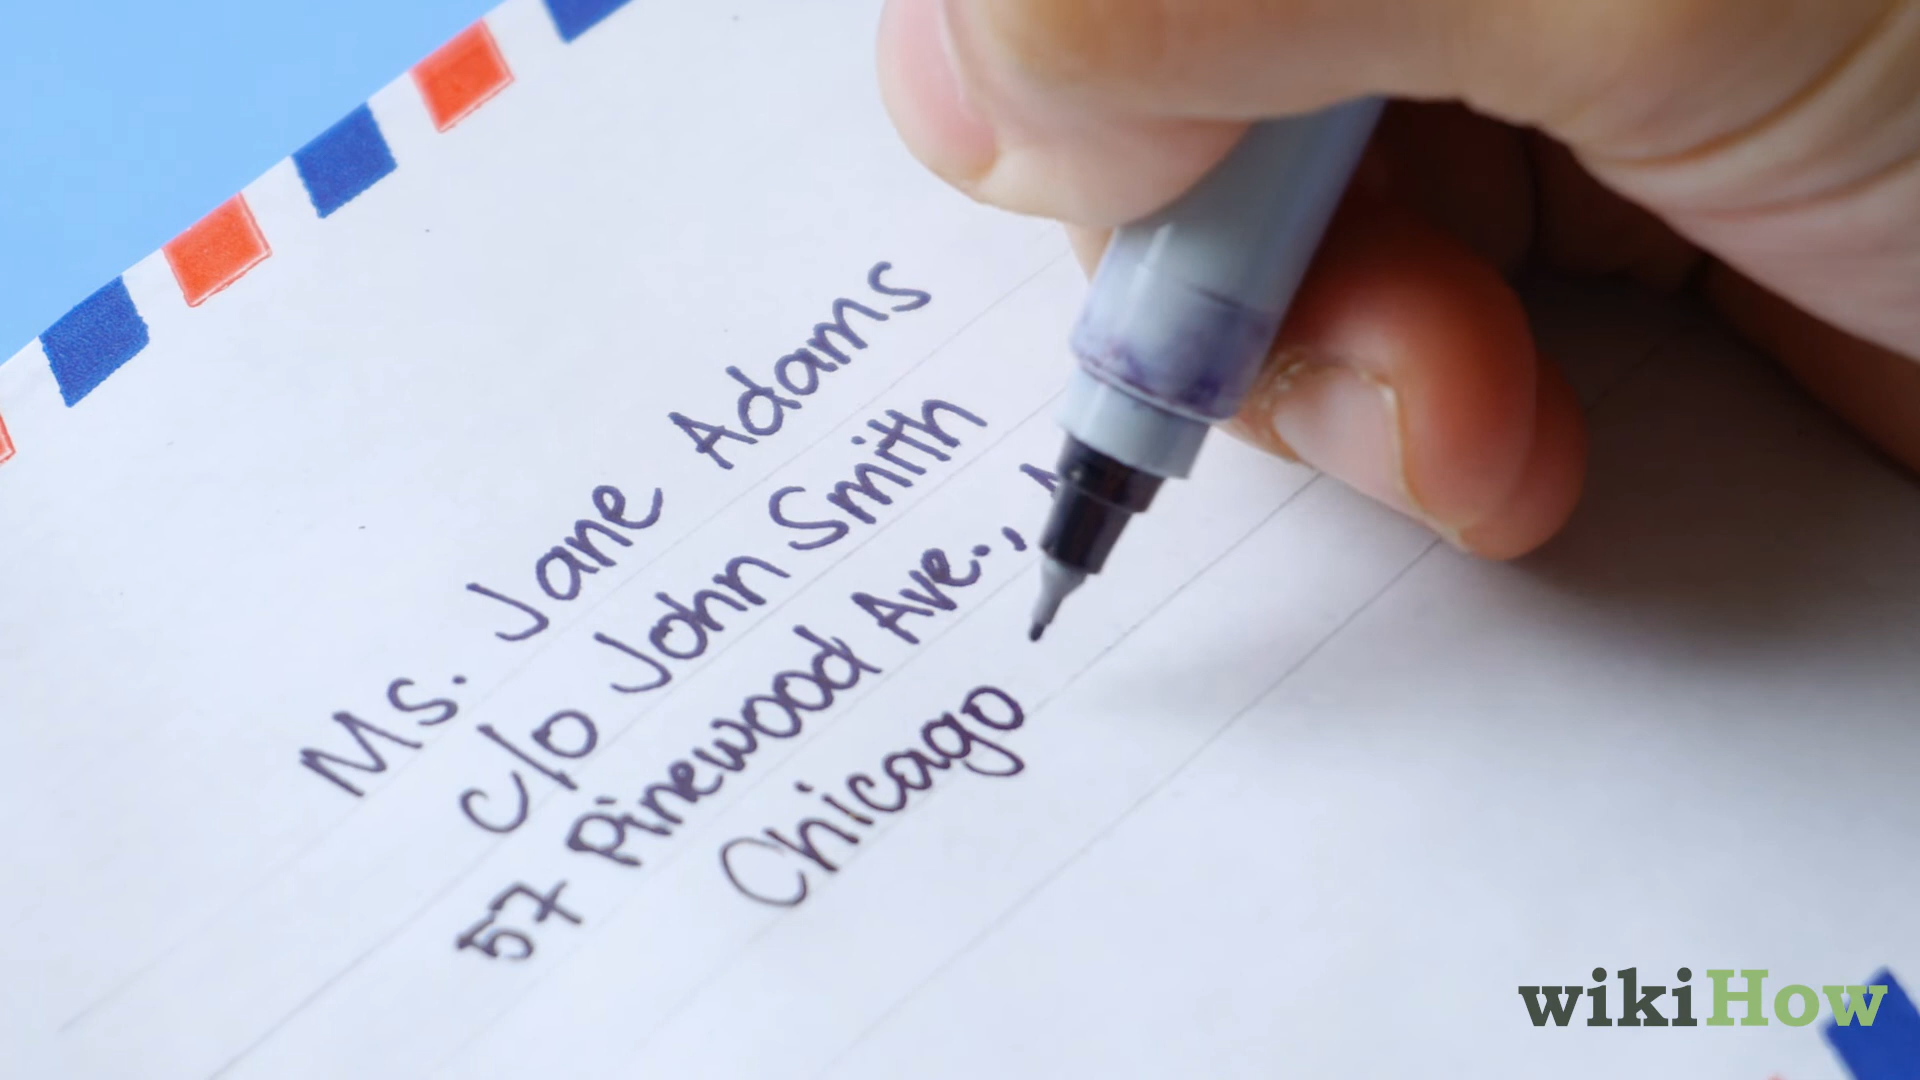 Ms. Jane Adams
c/o John Smith
57 Pinewood Ave.,
Chicago
wikiHow